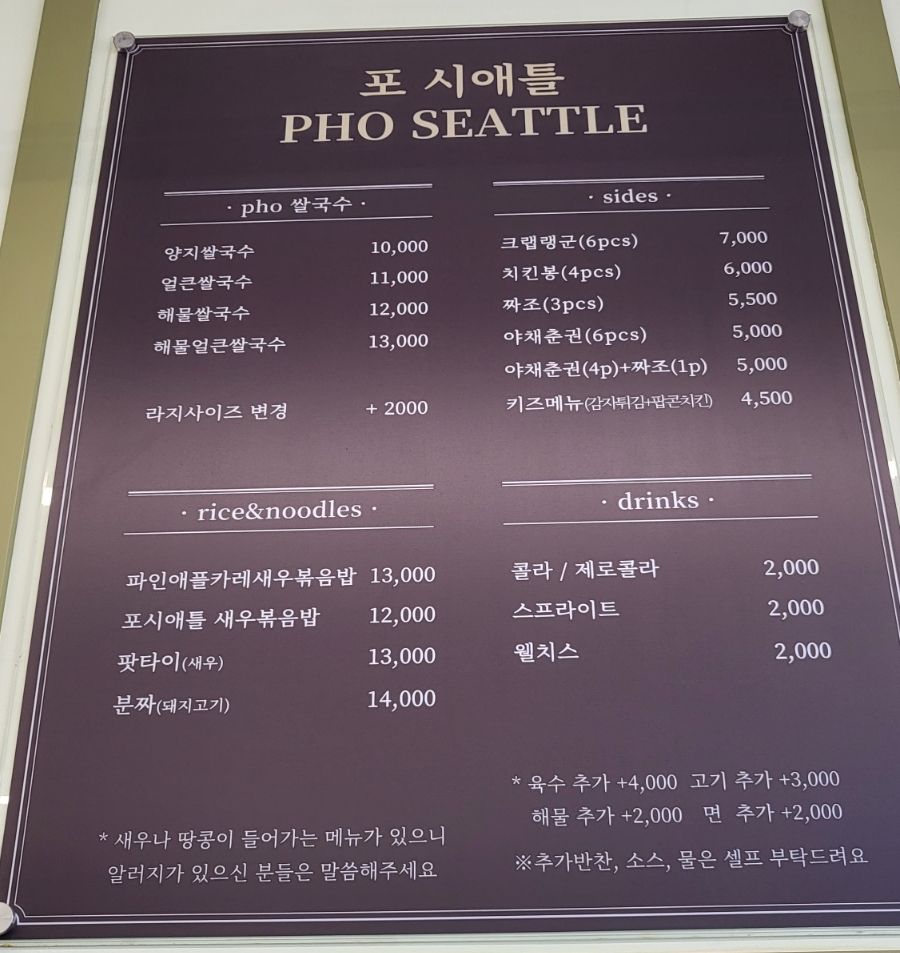 포 시애틀
PHO SEATTLE
· pho 쌀국수 ·
양지쌀국수 10,000
얼큰쌀국수 11,000
해물쌀국수 12,000
해물얼큰쌀국수 13,000
라지사이즈 변경 + 2000
· sides ·
크랩랭군(6pcs) 7,000
치킨봉(4pcs) 6,000
짜조(3pcs) 5,500
야채춘권(6pcs) 5,000
야채춘권(4p)+짜조(1p) 5,000
키즈메뉴(감자튀김+팝콘치킨) 4,500
· rice&noodles ·
파인애플카레새우볶음밥 13,000
포시애틀 새우볶음밥 12,000
팟타이(새우) 13,000
분짜(돼지고기) 14,000
· drinks ·
콜라 / 제로콜라 2,000
스프라이트 2,000
웰치스 2,000
* 새우나 땅콩이 들어가는 메뉴가 있으니
알러지가 있으신 분들은 말씀해주세요
* 육수 추가 +4,000 고기 추가 +3,000
해물 추가 +2,000 면 추가 +2,000
※추가반찬, 소스, 물은 셀프 부탁드려요